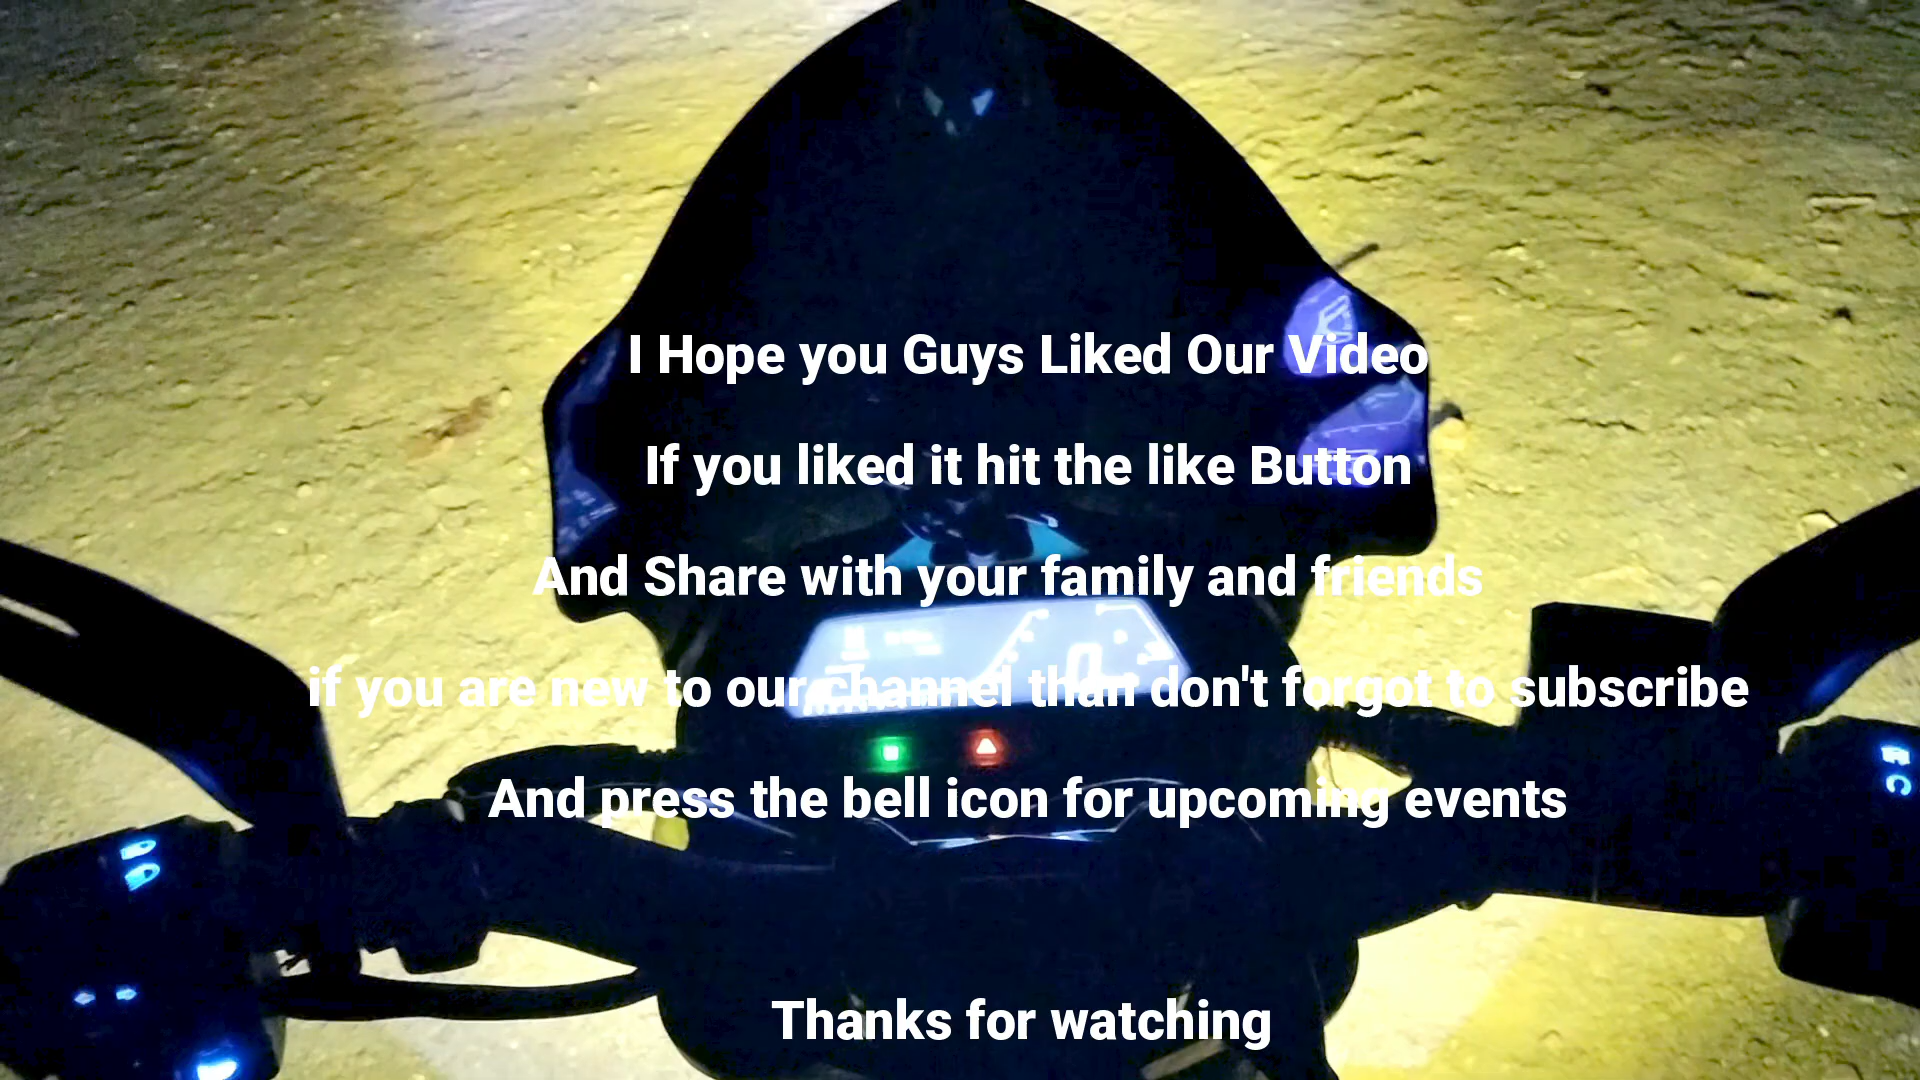 I Hope you Guys Liked Our Video
If you liked it hit the like Button
And Share with your family and friends
if you are new to our channel than don't forgot to subscribe
And press the bell icon for upcoming events
Thanks for watching